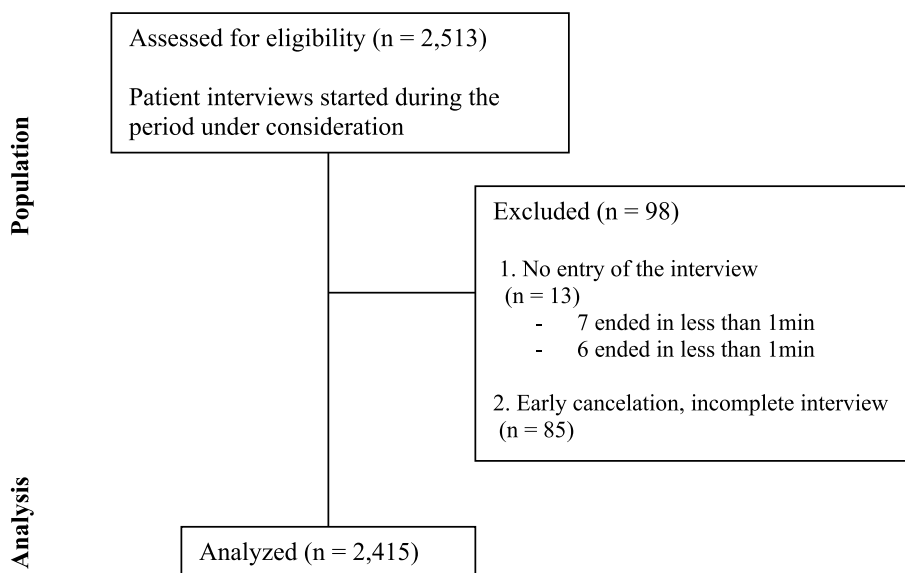 Population
Assessed for eligibility (n = 2,513)
Patient interviews started during the
period under consideration
Excluded (n = 98)
1. No entry of the interview
(n = 13)
- 7 ended in less than 1min
- 6 ended in less than 1min
2. Early cancelation, incomplete interview
(n = 85)
Analysis
Analyzed (n = 2,415)